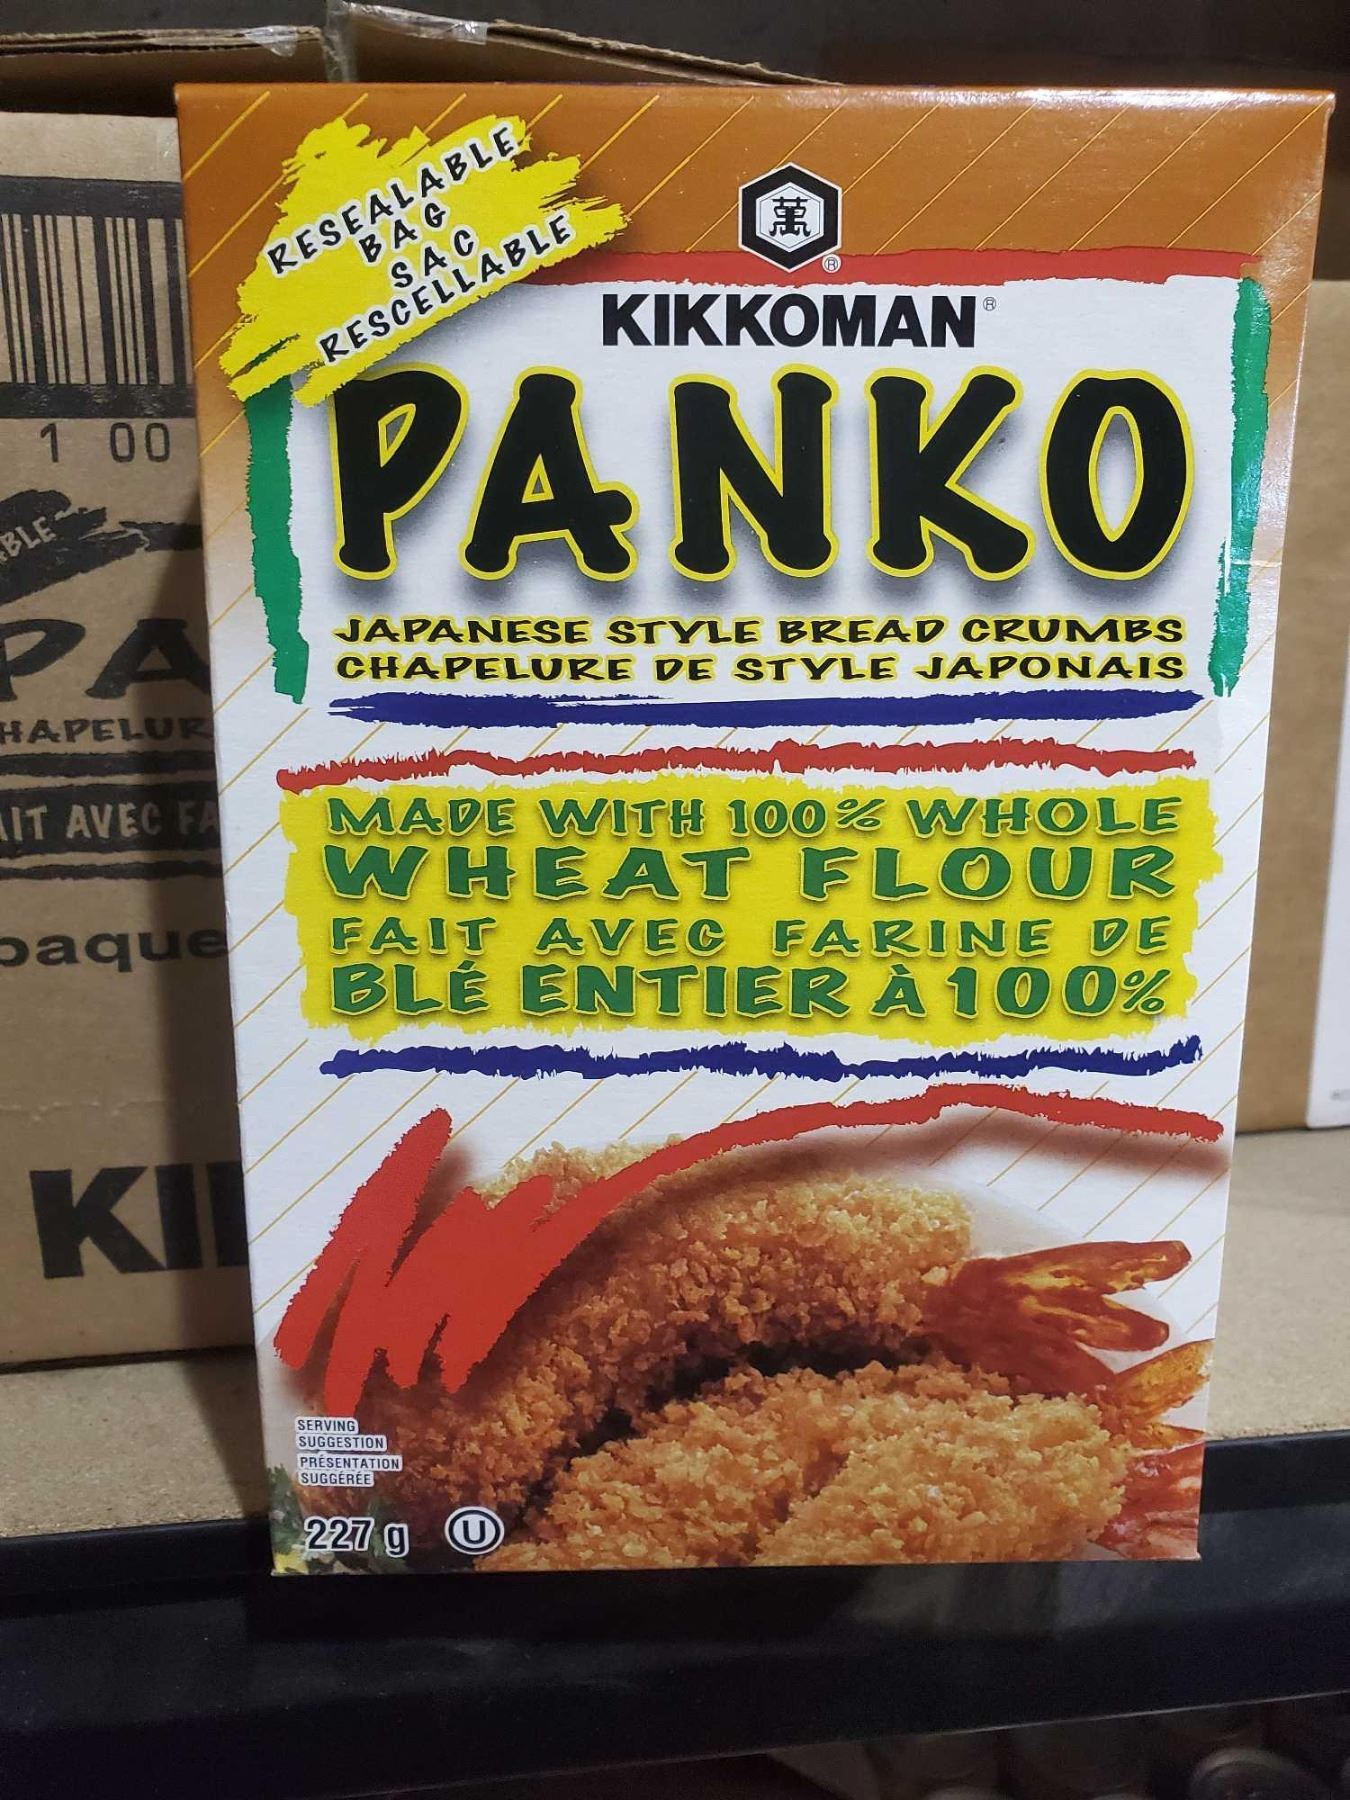 RESEALABLE
BAG
SAC
RESCELLABLE
萬
®
KIKKOMAN®
PANKO
JAPANESE STYLE BREAD CRUMBS
CHAPELURE DE STYLE JAPONAIS
MADE WITH 100% WHOLE
WHEAT FLOUR
FAIT AVEC FARINE DE
BLÉ ENTIER À 100%
SERVING
SUGGESTION
PRÉSENTATION
SUGGÉRÉE
227 g U
1 00
ABLE
PA
HAPELUR
AIT AVEC FA
paque
KI